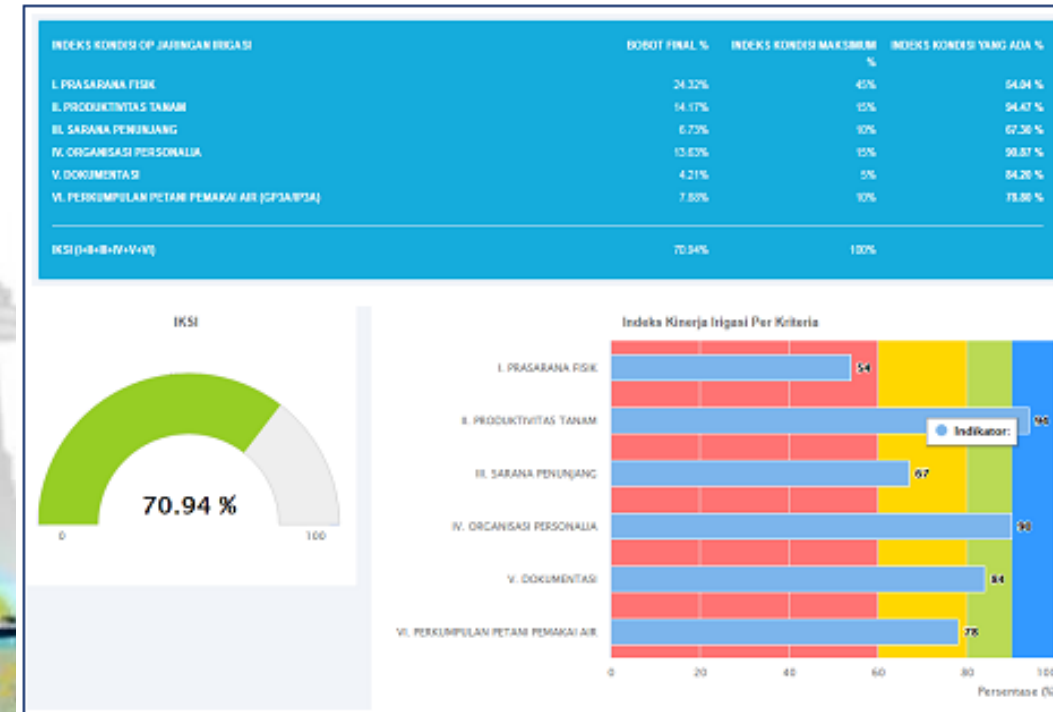 INDEKS KONDISI OP JARINGAN IRIGASI BOBOT FINAL % INDEKS KONDISI MAKSIMUM % INDEKS KONDISI YANG ADA %
I. PRASARANA FISIK 24.32% 45% 54.04 %
II. PRODUKTIVITAS TANAM 14.17% 15% 94.47 %
III. SARANA PENUNJANG 6.73% 10% 67.30 %
IV. ORGANISASI PERSONALIA 13.63% 15% 90.87 %
V. DOKUMENTASI 4.21% 5% 84.20 %
VI. PERKUMPULAN PETANI PEMAKAI AIR (GP3A/IP3A) 7.88% 10% 78.80 %
IKSI (I+II+III+IV+V+VI) 70.94% 100%
IKSI
70.94 %
0 100
Indeks Kinerja Irigasi Per Kriteria
I. PRASARANA FISIK 54
II. PRODUKTIVITAS TANAM 94
Indikator:
III. SARANA PENUNJANG 67
IV. ORGANISASI PERSONALIA 90
V. DOKUMENTASI 84
VI. PERKUMPULAN PETANI PEMAKAI AIR 78
0 20 40 60 80 100
Persentase (%